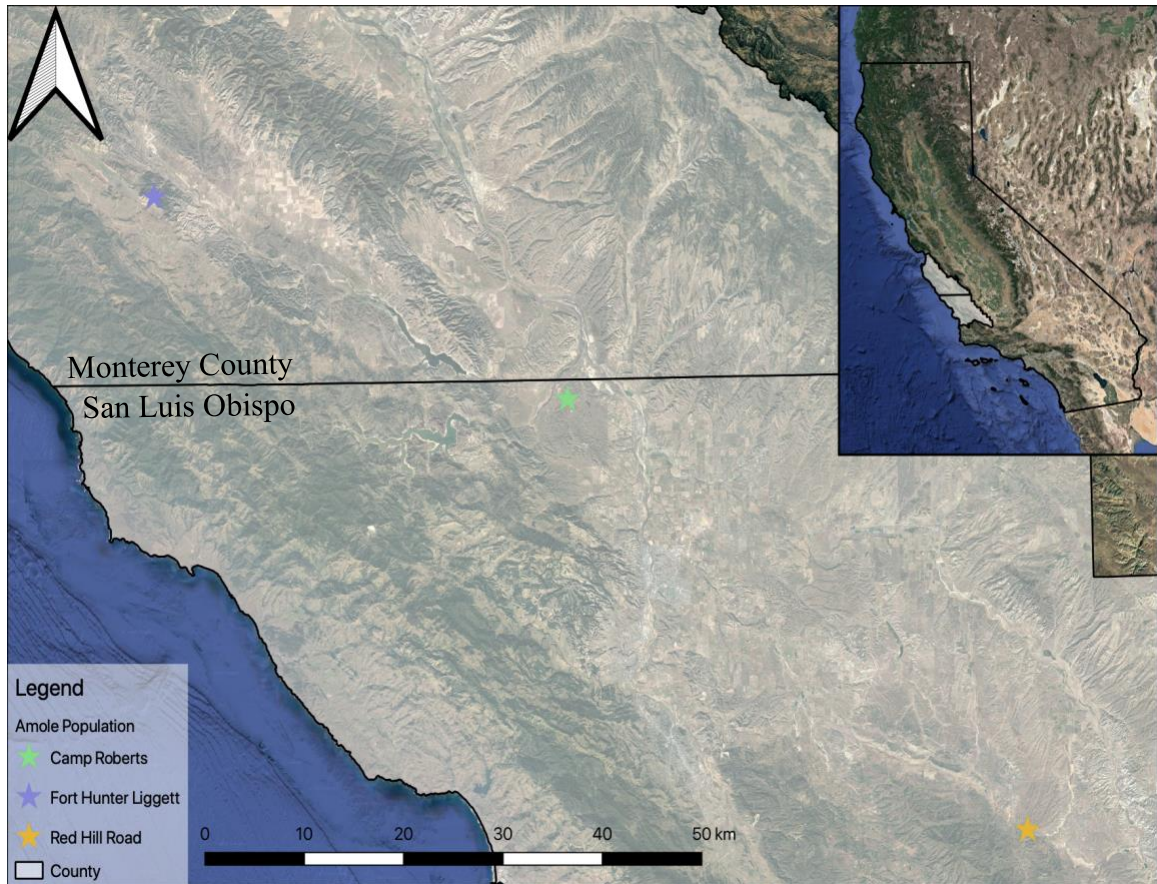 Monterey County
San Luis Obispo
Legend
Amole Population
Camp Roberts
Fort Hunter Liggett
Red Hill Road
County
0 10 20 30 40 50 km